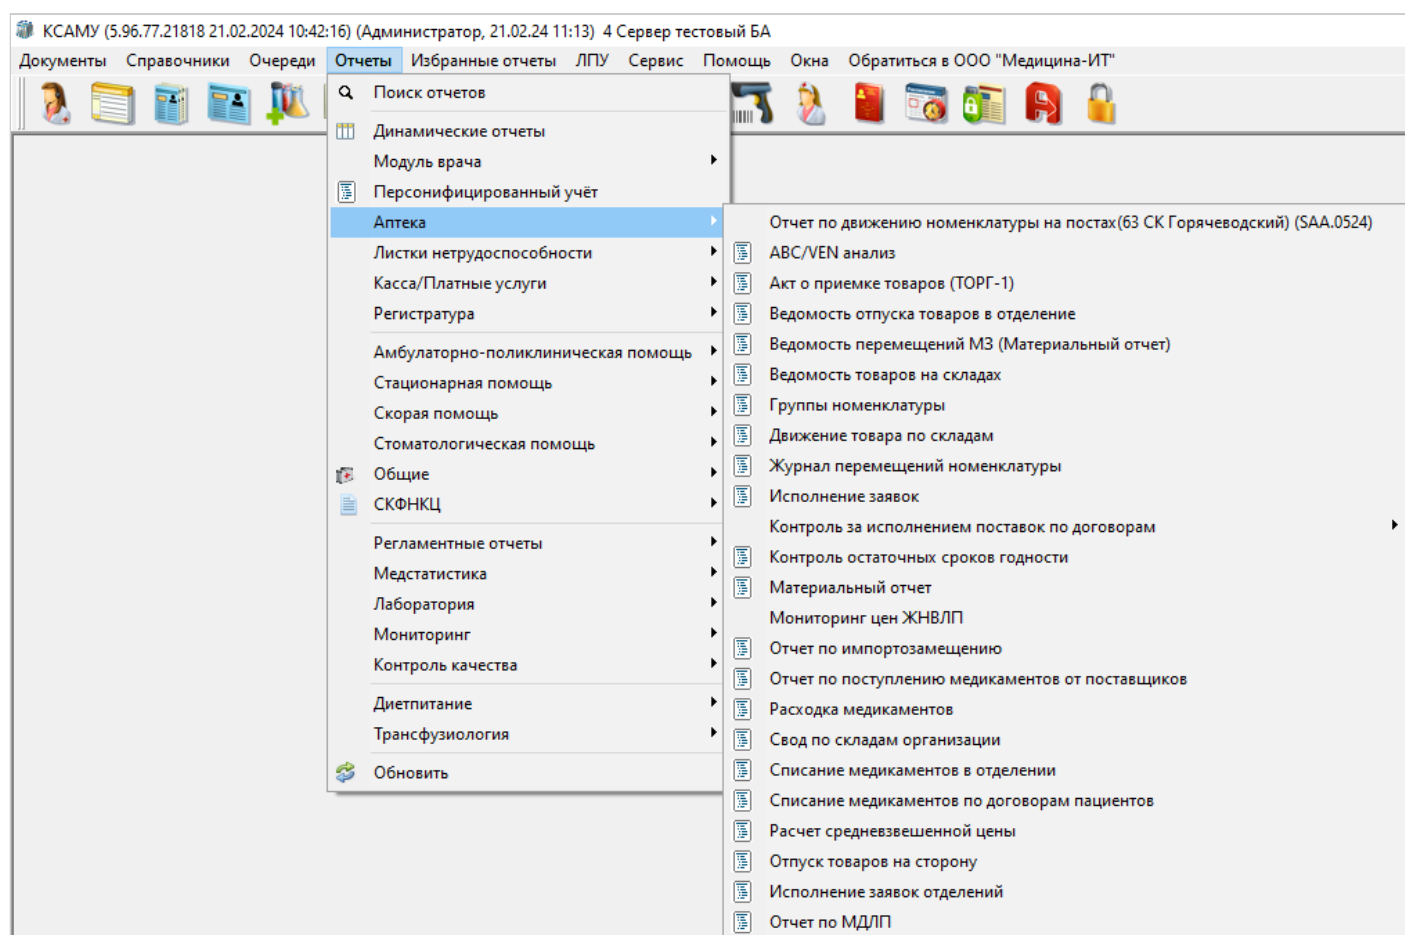 КСАМУ (5.96.77.21818 21.02.2024 10:42:16) (Администратор, 21.02.24 11:13) 4 Сервер тестовый БА
Документы Справочники Очереди Отчеты Избранные отчеты ЛПУ Сервис Помощь Окна Обратиться в ООО "Медицина-ИТ"
Поиск отчетов
Динамические отчеты
Модуль врача
Персонифицированный учёт
Аптека
Листки нетрудоспособности
Касса/Платные услуги
Регистратура
Амбулаторно-поликлиническая помощь
Стационарная помощь
Скорая помощь
Стоматологическая помощь
Общие
СКФНКЦ
Регламентные отчеты
Медстатистика
Лаборатория
Мониторинг
Контроль качества
Диетпитание
Трансфузиология
Обновить
Отчет по движению номенклатуры на постах(63 СК Горячеводский) (SAA.0524)
ABC/VEN анализ
Акт о приемке товаров (ТОРГ-1)
Ведомость отпуска товаров в отделение
Ведомость перемещений МЗ (Материальный отчет)
Ведомость товаров на складах
Группы номенклатуры
Движение товара по складам
Журнал перемещений номенклатуры
Исполнение заявок
Контроль за исполнением поставок по договорам
Контроль остаточных сроков годности
Материальный отчет
Мониторинг цен ЖНВЛП
Отчет по импортозамещению
Отчет по поступлению медикаментов от поставщиков
Расходка медикаментов
Свод по складам организации
Списание медикаментов в отделении
Списание медикаментов по договорам пациентов
Расчет средневзвешенной цены
Отпуск товаров на сторону
Исполнение заявок отделений
Отчет по МДЛП